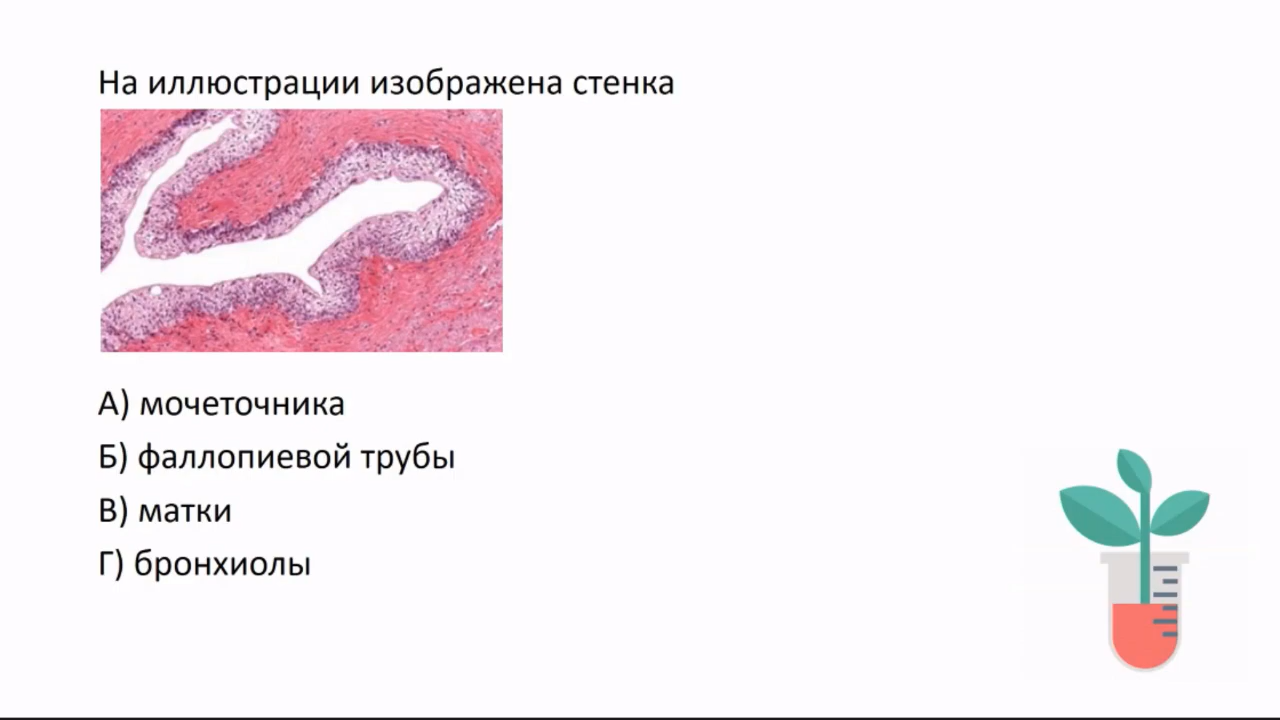 На иллюстрации изображена стенка
А) мочеточника
Б) фаллопиевой трубы
В) матки
Г) бронхиолы